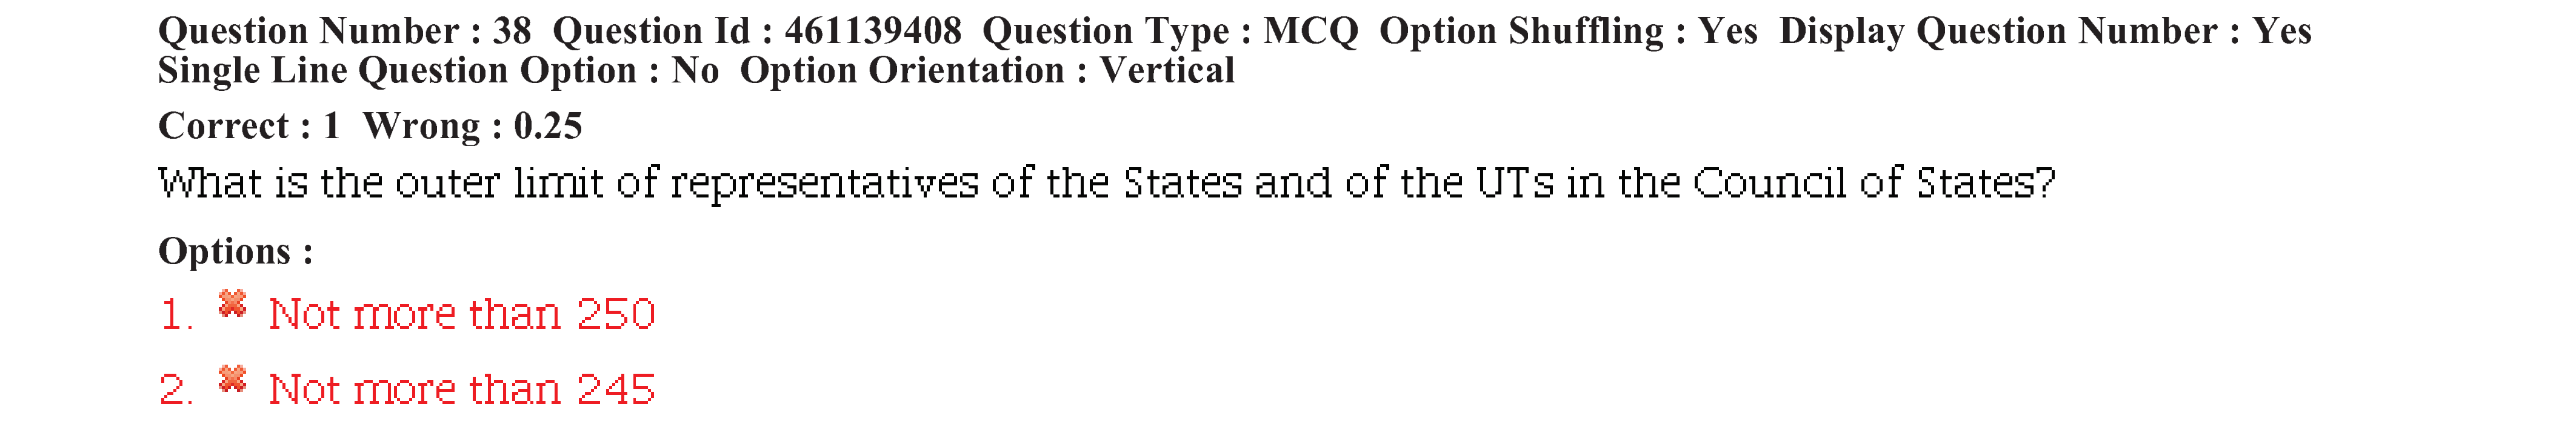 Question Number : 38 Question Id : 461139408 Question Type : MCQ Option Shuffling : Yes Display Question Number : Yes
Single Line Question Option : No Option Orientation : Vertical
Correct : 1 Wrong : 0.25
What is the outer limit of representatives of the States and of the UTs in the Council of States?
Options :
1. Not more than 250
2. Not more than 245